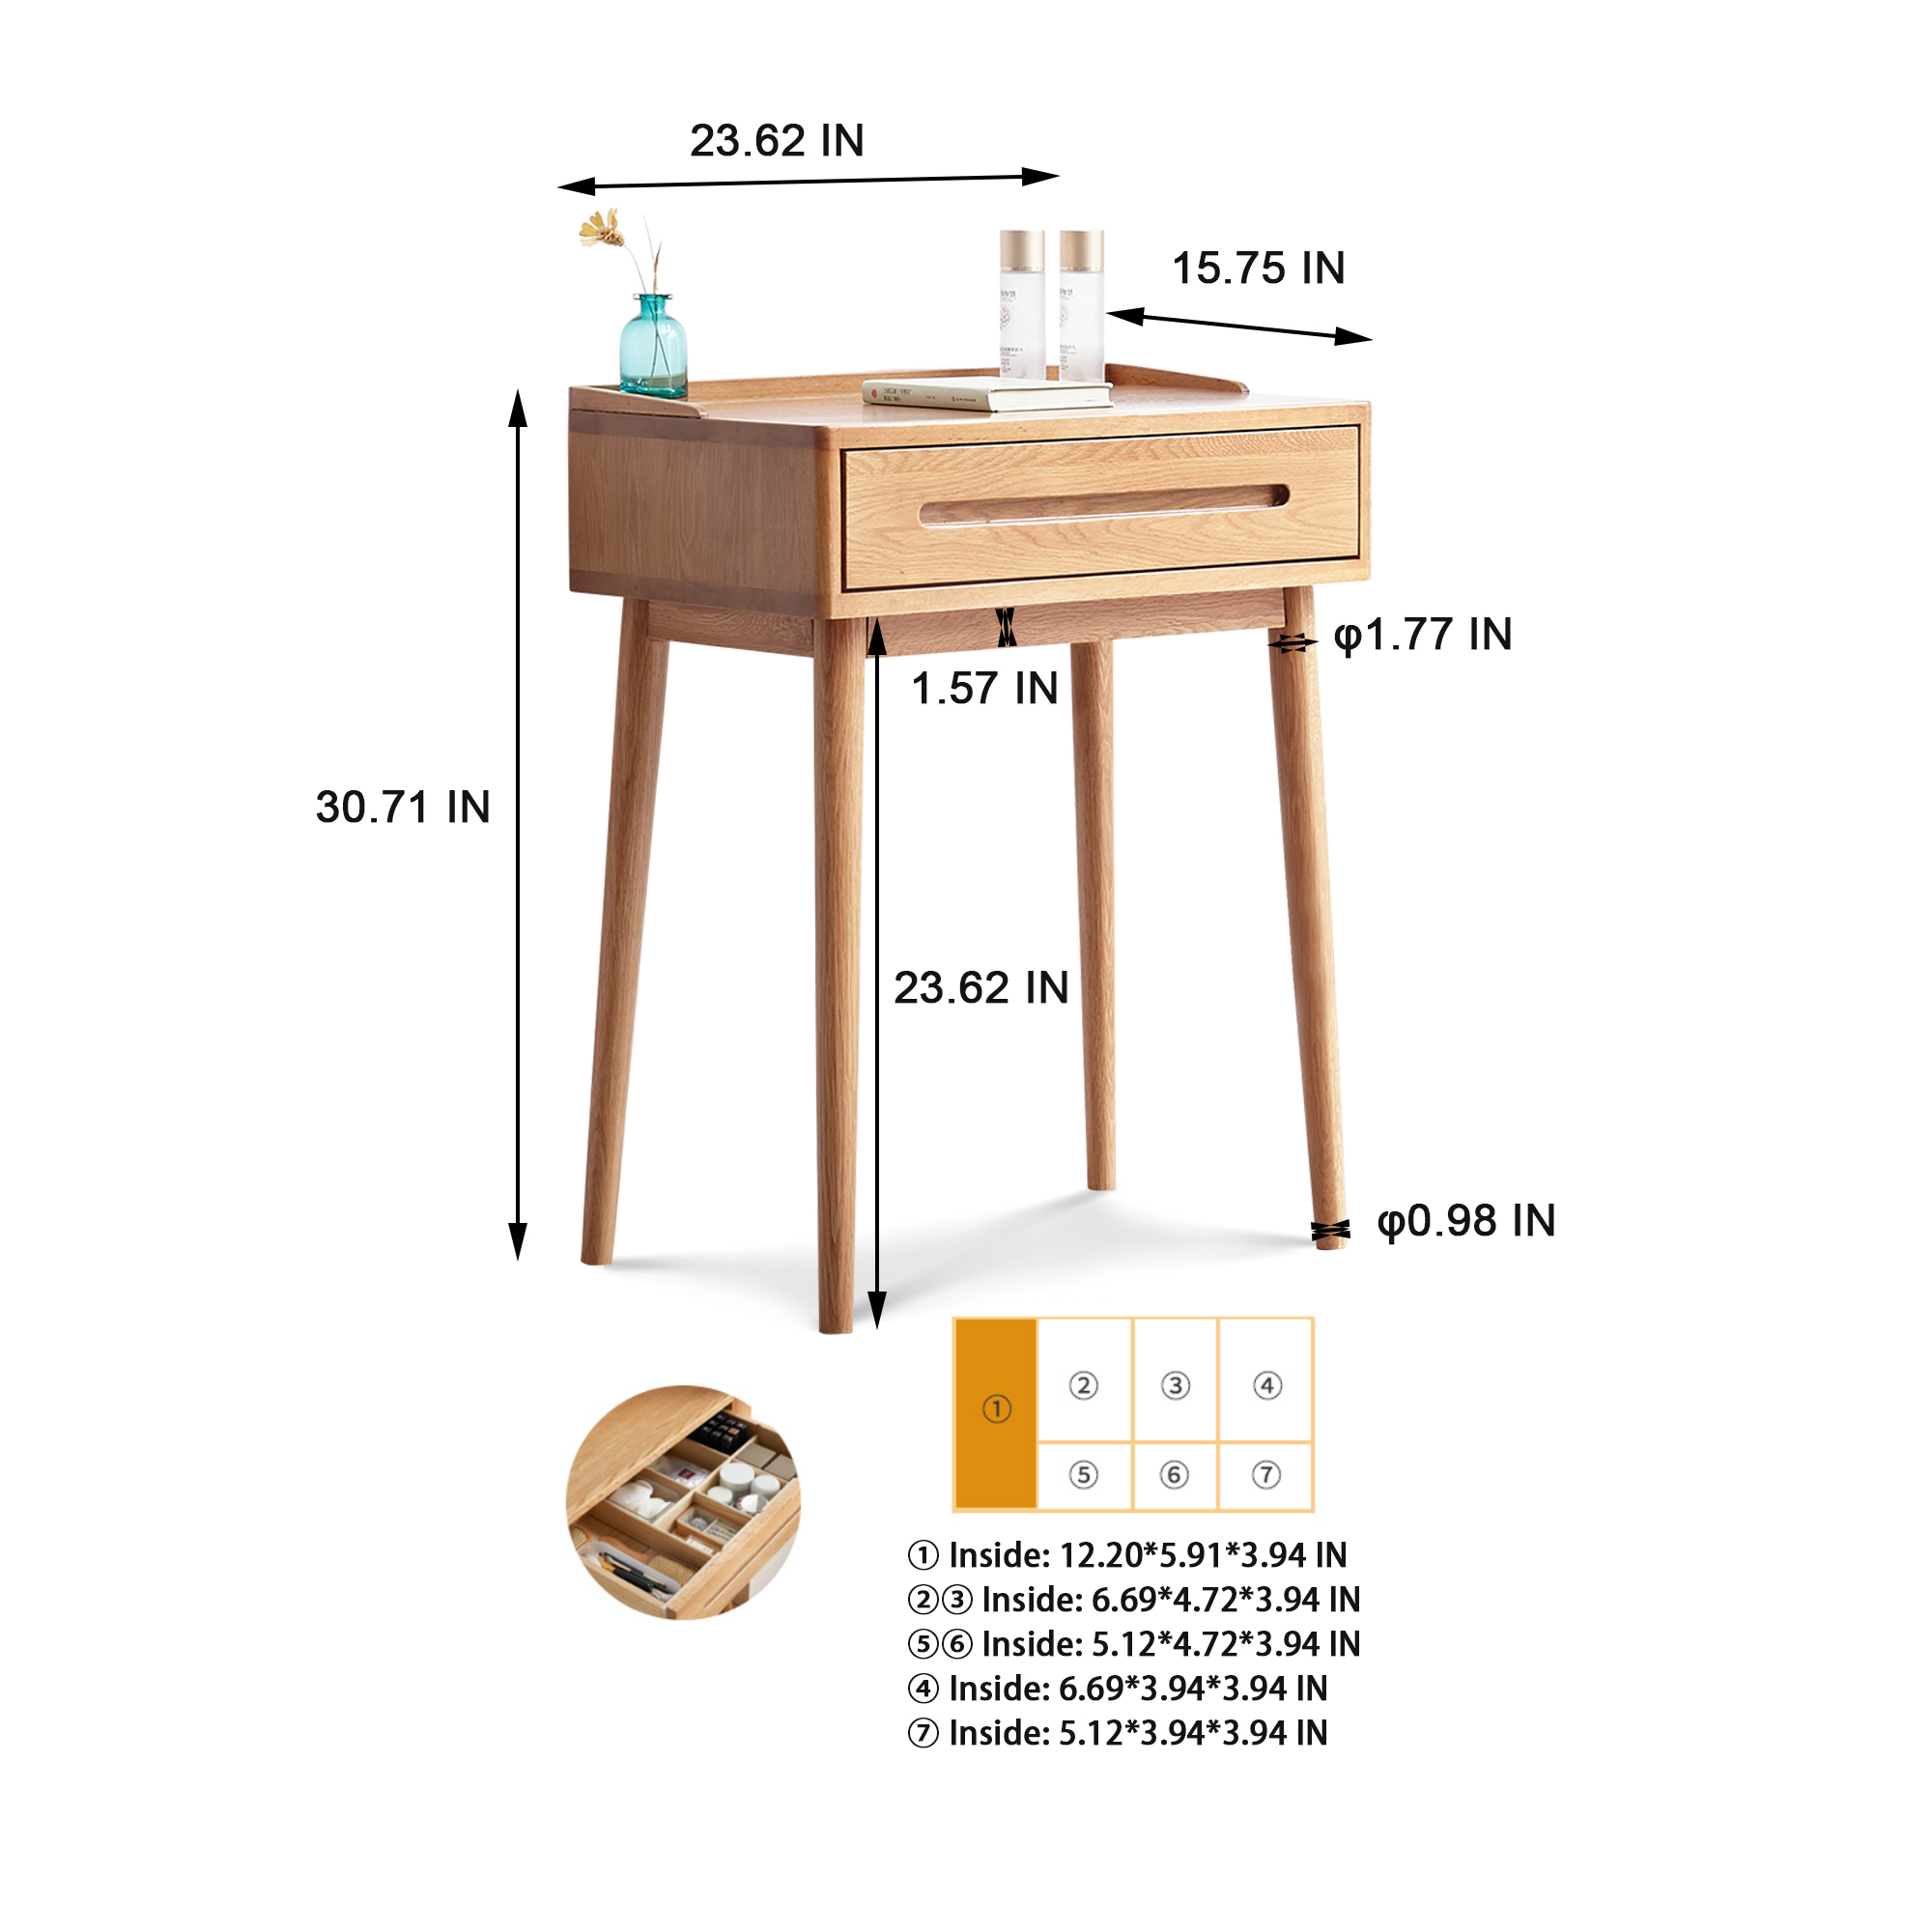 23.62 IN
15.75 IN
φ1.77 IN
1.57 IN
30.71 IN
23.62 IN
φ0.98 IN
① ② ③ ④
⑤ ⑥ ⑦
① Inside: 12.20*5.91*3.94 IN
②③ Inside: 6.69*4.72*3.94 IN
⑤⑥ Inside: 5.12*4.72*3.94 IN
④ Inside: 6.69*3.94*3.94 IN
⑦ Inside: 5.12*3.94*3.94 IN